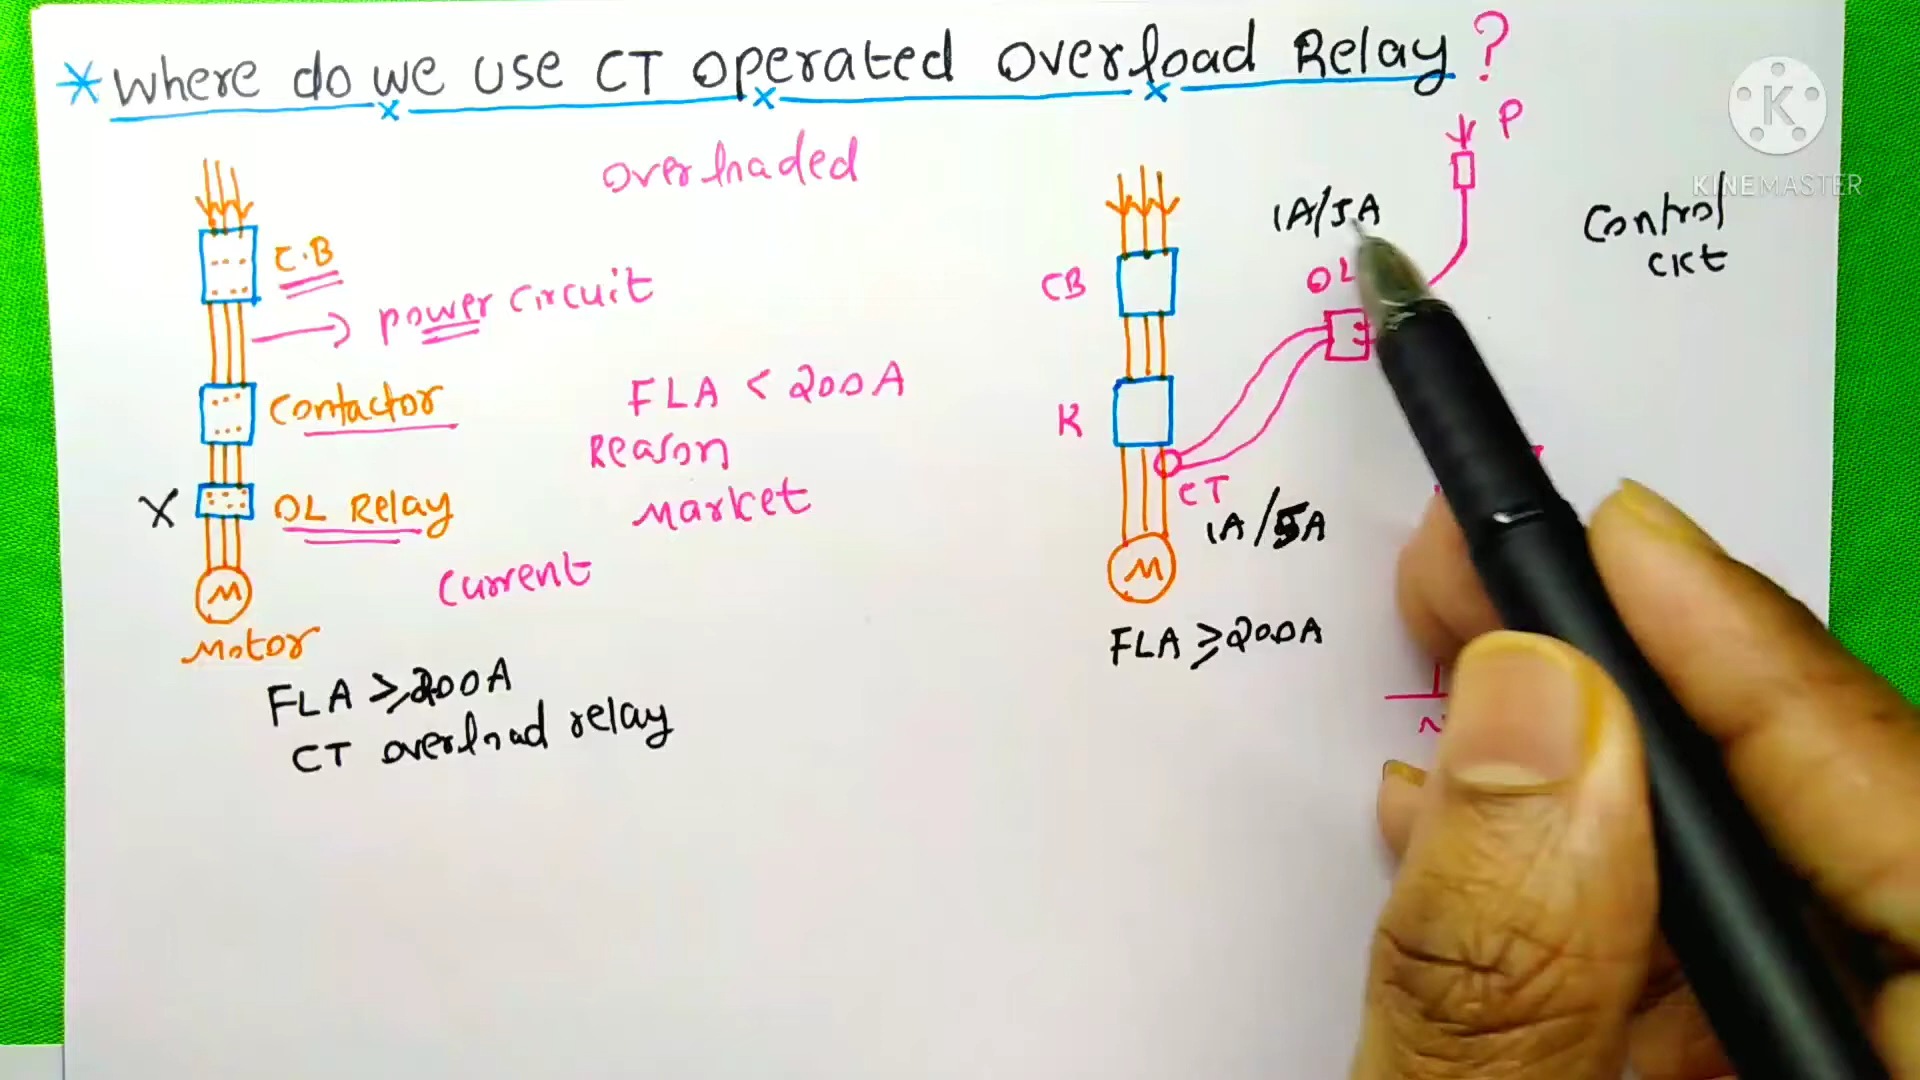 *Where do we use CT operated overload Relay?
overloaded
C.B
power circuit
Contactor
FLA < 200A
Reason
Market
X OL Relay
Current
M
Motor
FLA ≥ 200A
CT overload relay
P
1A/5A
Control
CKt
OL
CB
K
CT
1A/5A
M
FLA ≥ 200A
N
K
KINEMASTER